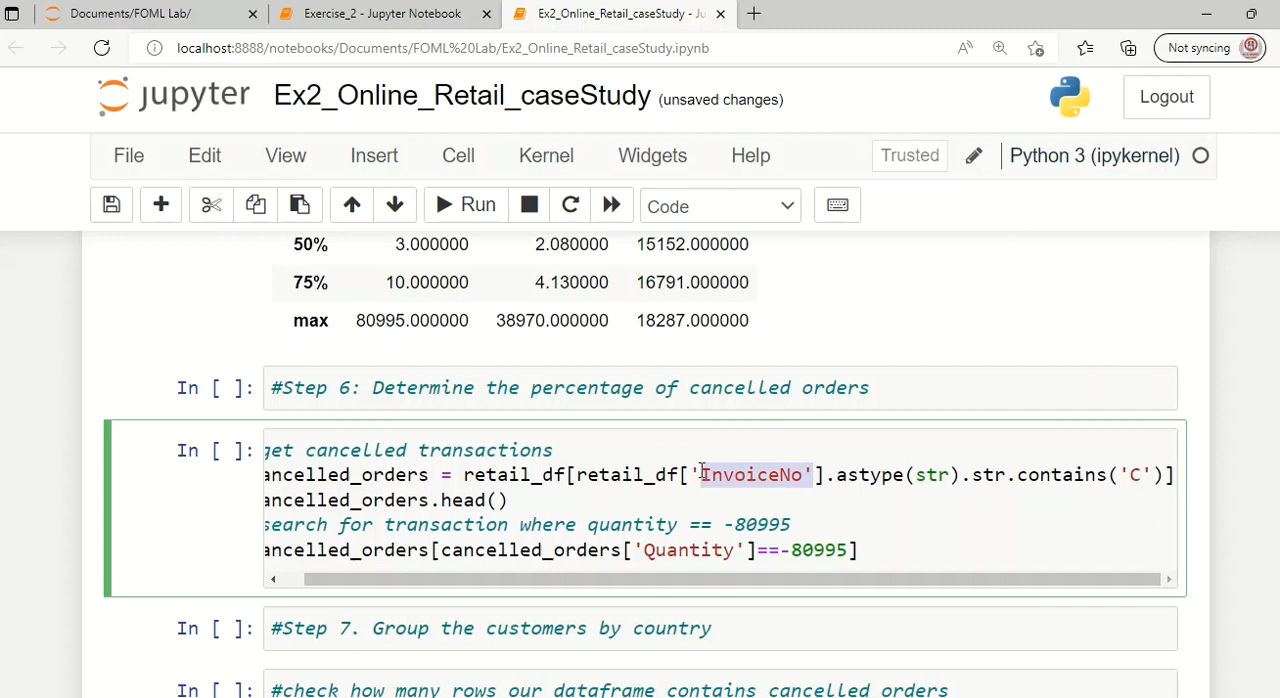 Documents/FOML Lab/
Exercise_2 - Jupyter Notebook
Ex2_Online_Retail_caseStudy - Ju
localhost:8888/notebooks/Documents/FOML%20Lab/Ex2_Online_Retail_caseStudy.ipynb
Not syncing
jupyter Ex2_Online_Retail_caseStudy (unsaved changes)
Logout
File Edit View Insert Cell Kernel Widgets Help
Trusted
Python 3 (ipykernel)
Run
Code
50% 3.000000 2.080000 15152.000000
75% 10.000000 4.130000 16791.000000
max 80995.000000 38970.000000 18287.000000
In [ ]: #Step 6: Determine the percentage of cancelled orders
In [ ]: get cancelled transactions
ancelled_orders = retail_df[retail_df['InvoiceNo'].astype(str).str.contains('C')]
ancelled_orders.head()
search for transaction where quantity == -80995
ancelled_orders[cancelled_orders['Quantity']==-80995]
In [ ]: #Step 7. Group the customers by country
In [ ]: #check how many rows our dataframe contains cancelled orders